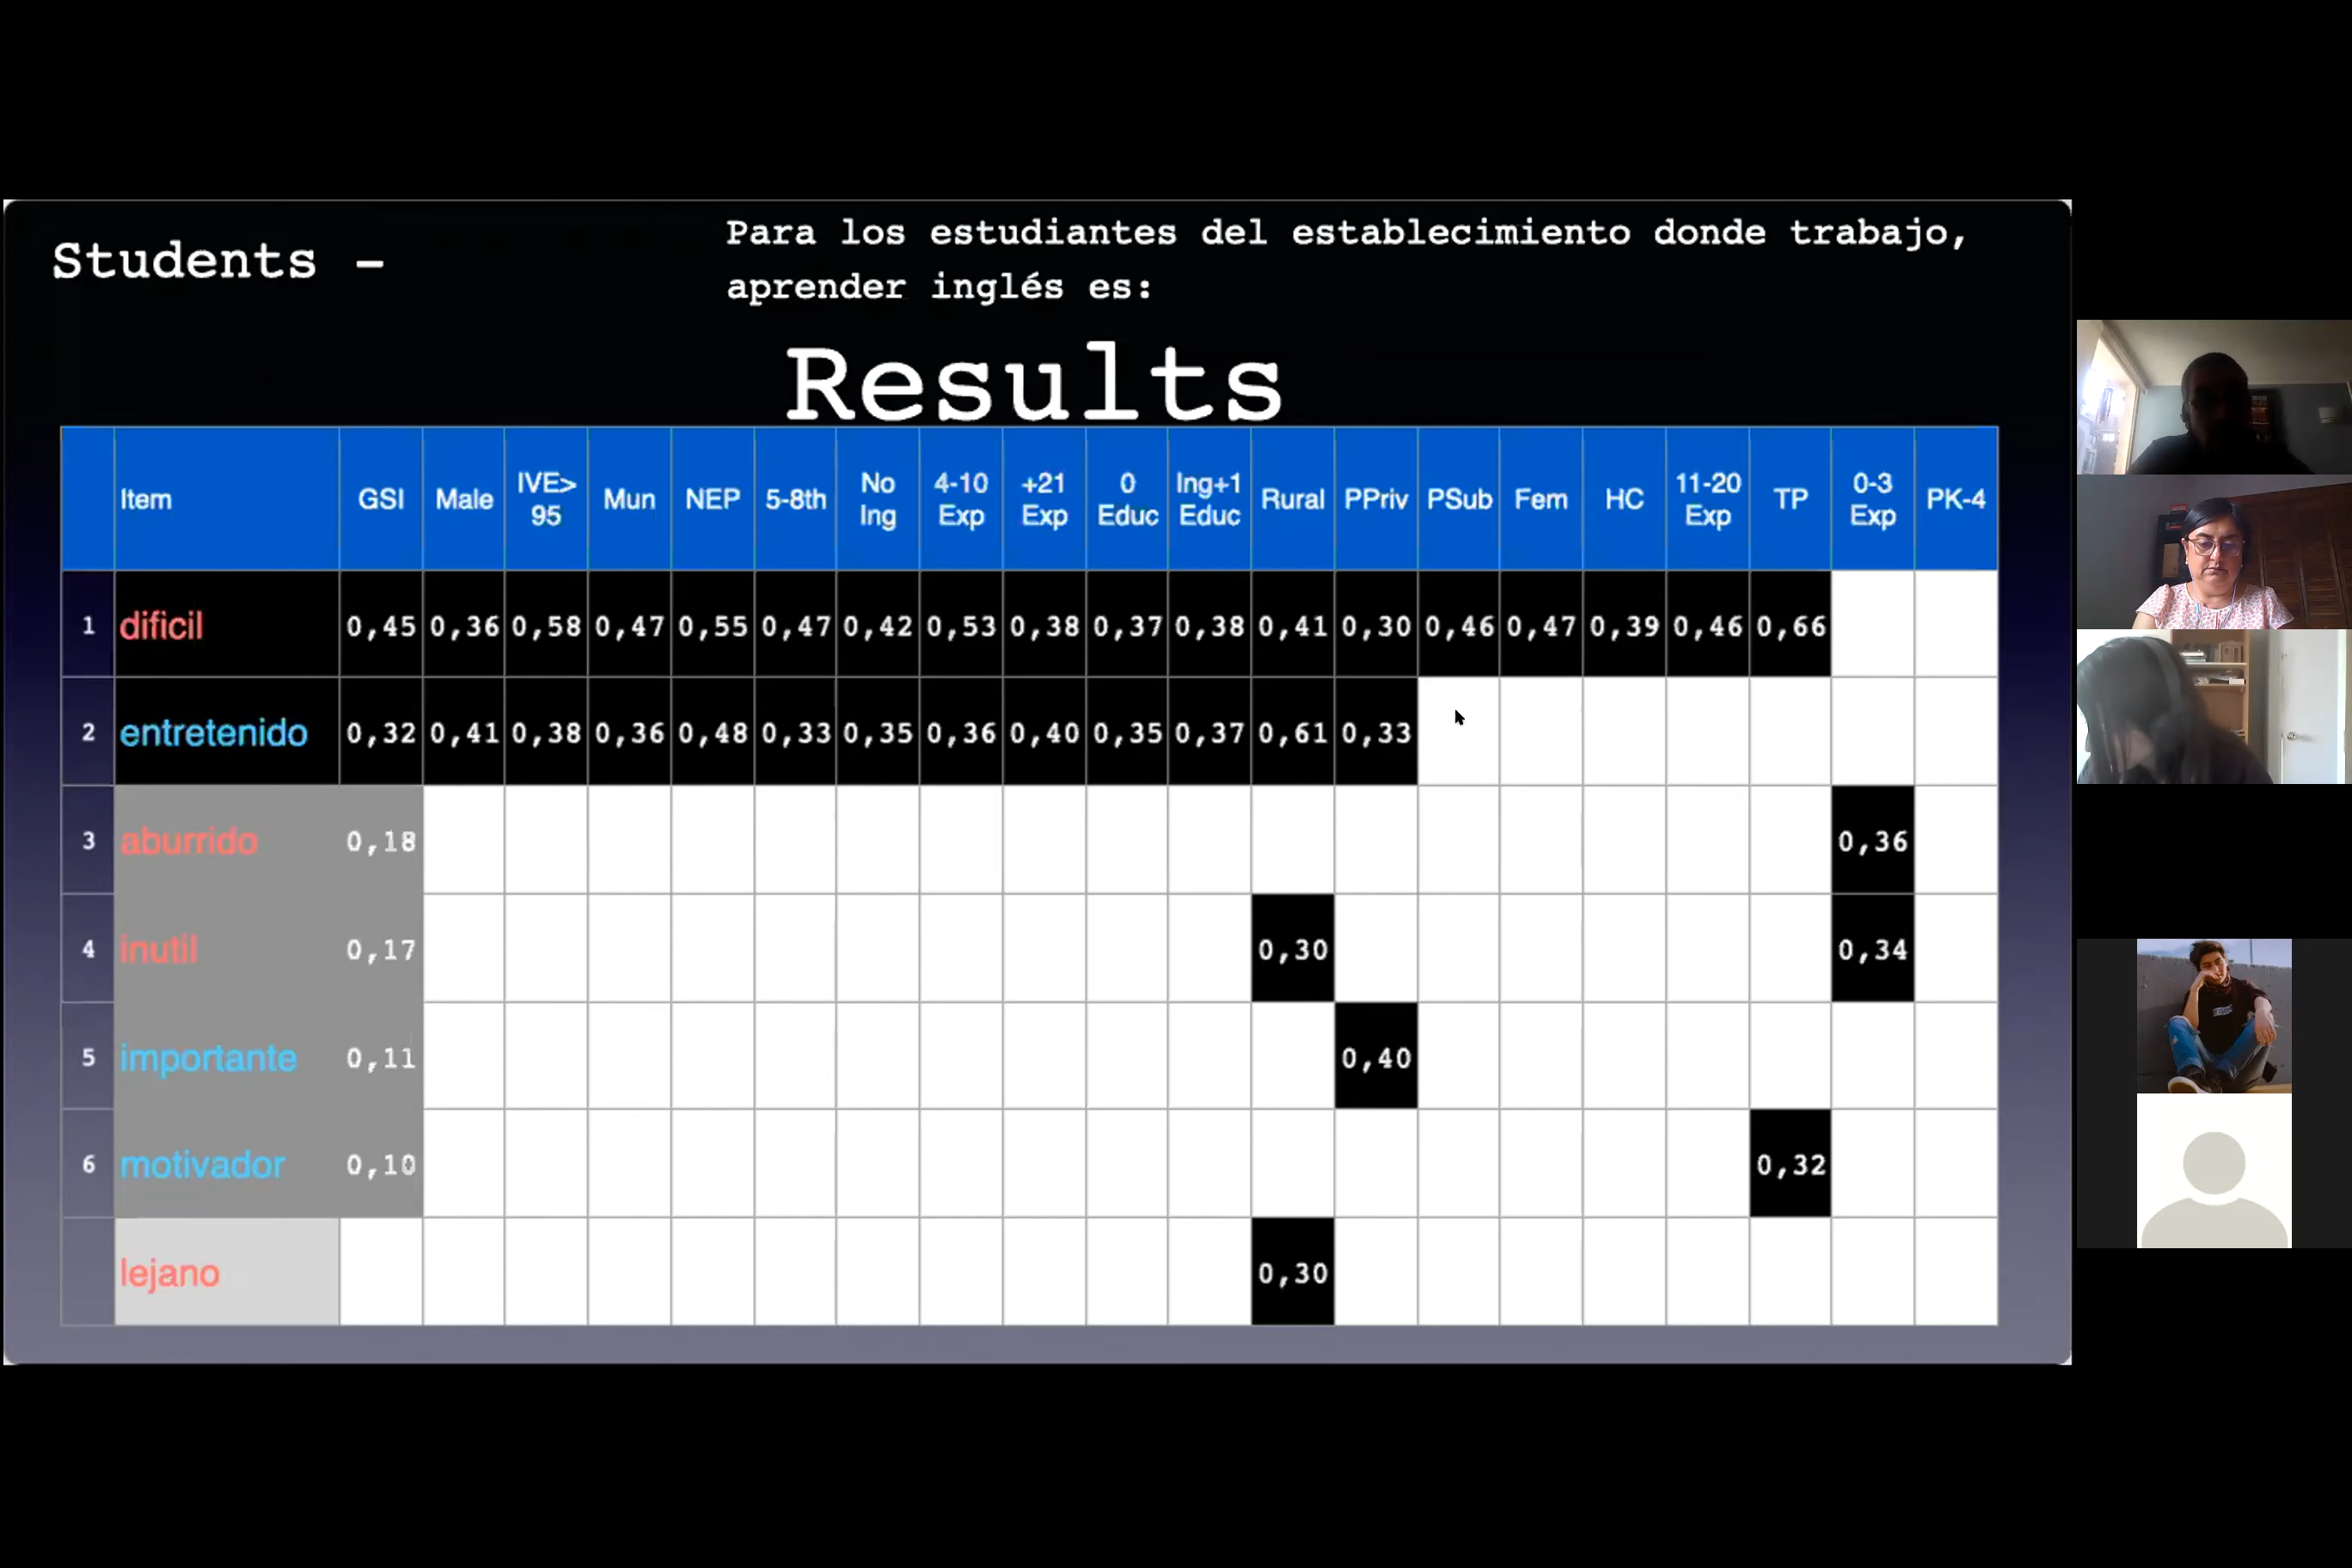 Students -
Para los estudiantes del establecimiento donde trabajo,
aprender inglés es:
Results
Item GSI Male IVE> 95 Mun NEP 5-8th No Ing 4-10 Exp +21 Exp 0 Educ Ing+1 Educ Rural PPriv PSub Fem HC 11-20 Exp TP 0-3 Exp PK-4
1 dificil 0,45 0,36 0,58 0,47 0,55 0,47 0,42 0,53 0,38 0,37 0,38 0,41 0,30 0,46 0,47 0,39 0,46 0,66
2 entretenido 0,32 0,41 0,38 0,36 0,48 0,33 0,35 0,36 0,40 0,35 0,37 0,61 0,33
3 aburrido 0,18 0,36
4 inutil 0,17 0,30 0,34
5 importante 0,11 0,40
6 motivador 0,10 0,32
lejano 0,30